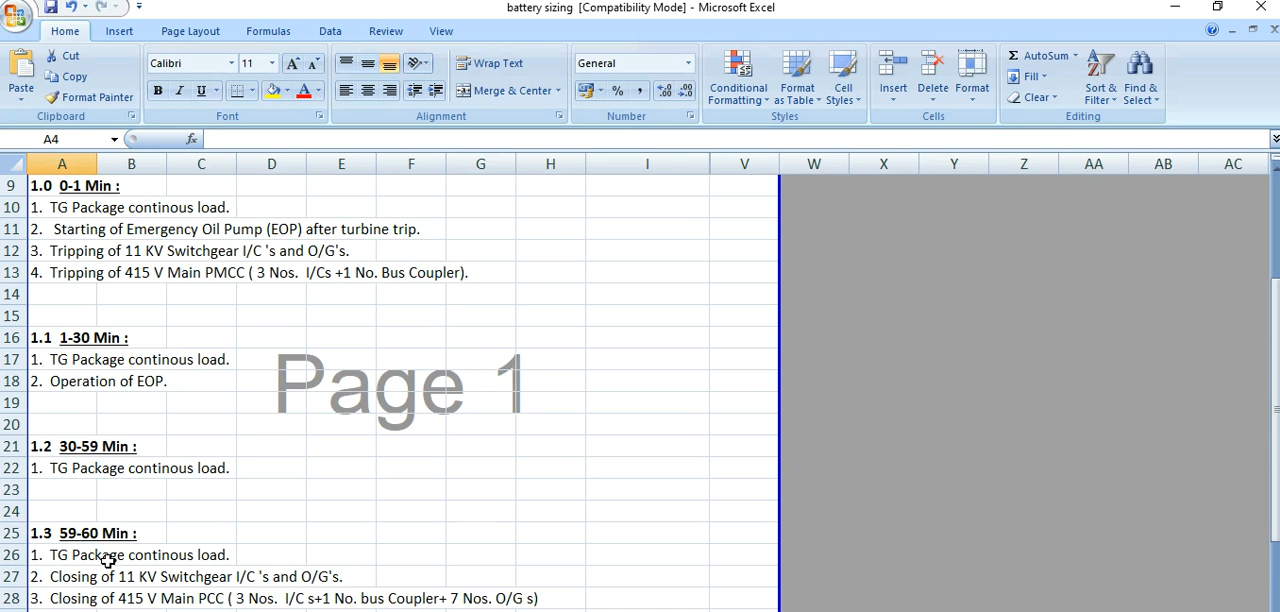 battery sizing [Compatibility Mode] - Microsoft Excel
Home Insert Page Layout Formulas Data Review View
Paste Cut Copy Format Painter Clipboard
Calibri 11 B I U Font
Wrap Text Merge & Center Alignment
General % , Number
Conditional Formatting Format as Table Cell Styles Styles
Insert Delete Format Cells
Σ AutoSum Fill Clear Sort & Filter Find & Select Editing
A4 fx
A B C D E F G H I V W X Y Z AA AB AC
9 1.0 0-1 Min :
10 1. TG Package continous load.
11 2. Starting of Emergency Oil Pump (EOP) after turbine trip.
12 3. Tripping of 11 KV Switchgear I/C 's and O/G's.
13 4. Tripping of 415 V Main PMCC ( 3 Nos. I/Cs +1 No. Bus Coupler).
14
15
16 1.1 1-30 Min :
17 1. TG Package continous load.
18 2. Operation of EOP.
Page 1
19
20
21 1.2 30-59 Min :
22 1. TG Package continous load.
23
24
25 1.3 59-60 Min :
26 1. TG Package continous load.
27 2. Closing of 11 KV Switchgear I/C 's and O/G's.
28 3. Closing of 415 V Main PCC ( 3 Nos. I/C s+1 No. bus Coupler+ 7 Nos. O/G s)